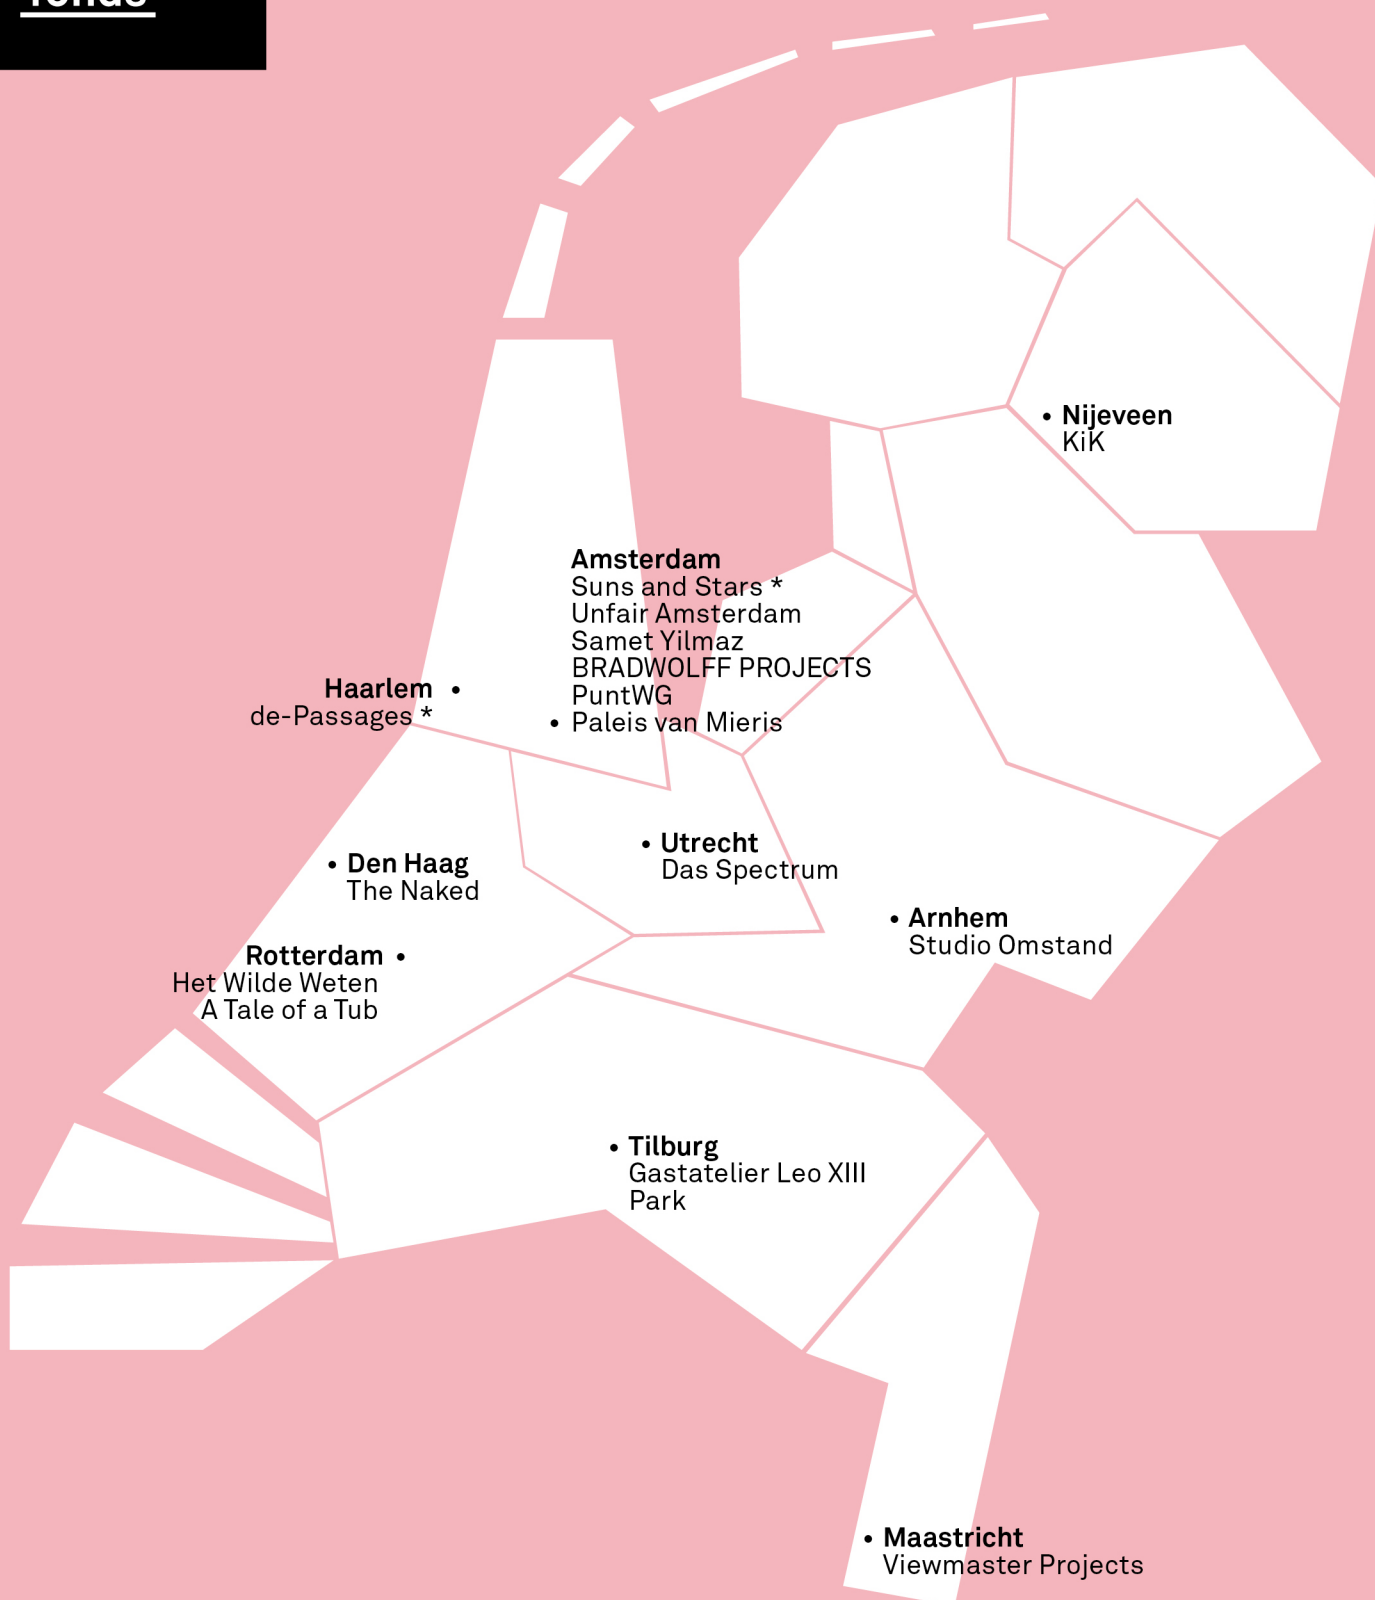 fonds
Nijeveen
KiK
Amsterdam
Suns and Stars *
Unfair Amsterdam
Samet Yilmaz
BRADWOLFF PROJECTS
PuntWG
Paleis van Mieris
Haarlem
de-Passages *
Utrecht
Das Spectrum
Den Haag
The Naked
Arnhem
Studio Omstand
Rotterdam
Het Wilde Weten
A Tale of a Tub
Tilburg
Gastatelier Leo XIII
Park
Maastricht
Viewmaster Projects